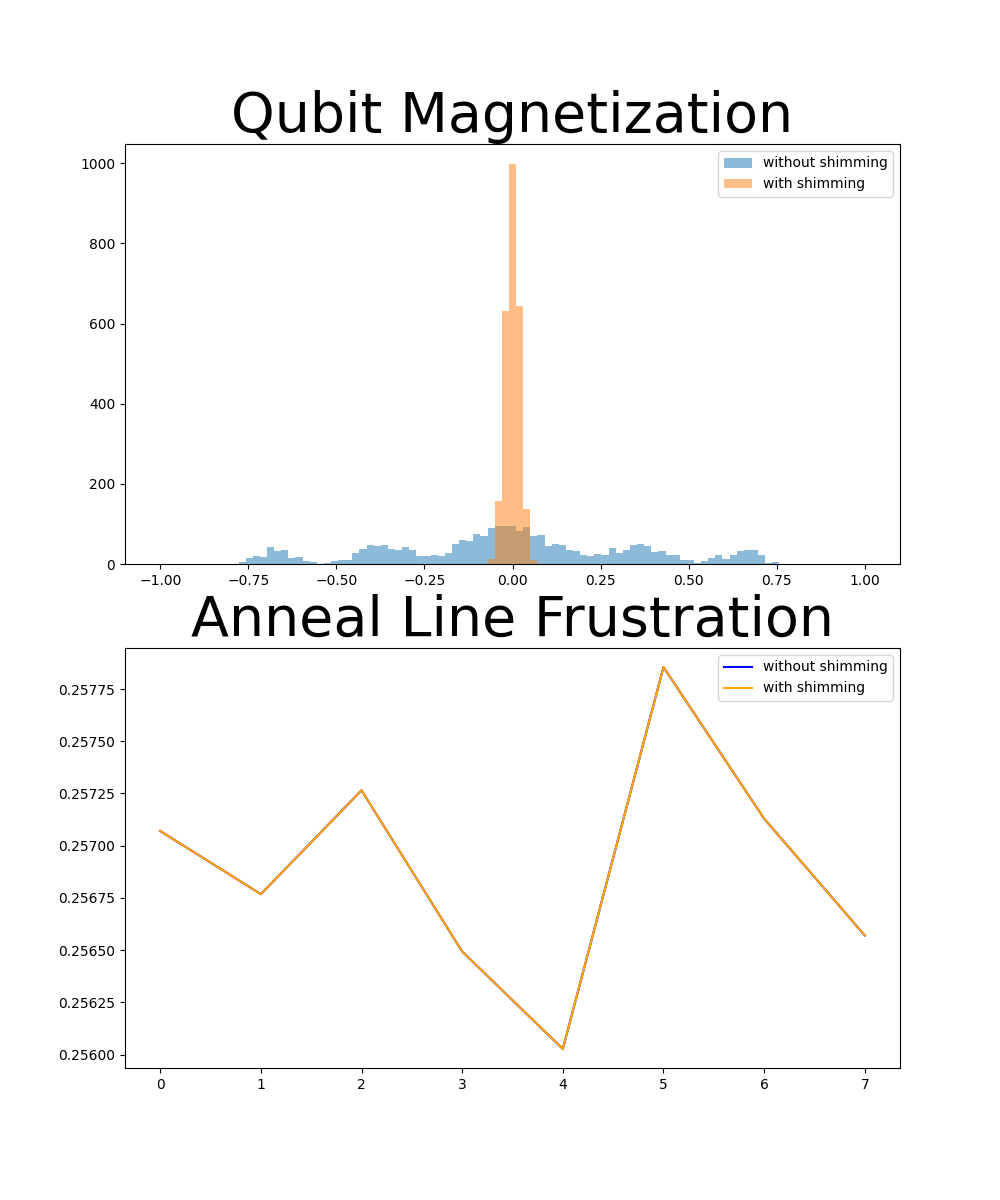 Qubit Magnetization
without shimming
with shimming
1000
800
600
400
200
0
−1.00 −0.75 −0.50 −0.25 0.00 0.25 0.50 0.75 1.00
Anneal Line Frustration
without shimming
with shimming
0.25775
0.25750
0.25725
0.25700
0.25675
0.25650
0.25625
0.25600
0 1 2 3 4 5 6 7